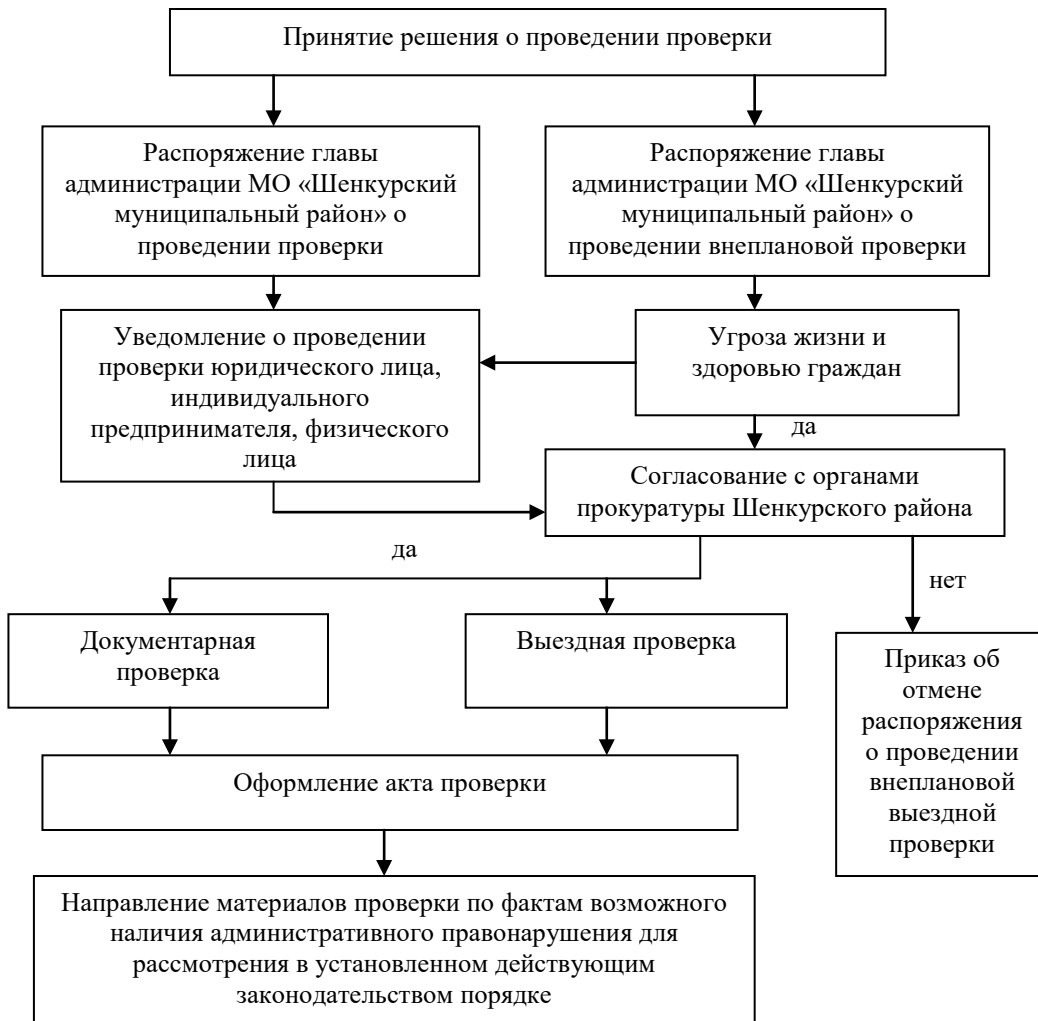 Принятие решения о проведении проверки
Распоряжение главы
администрации МО «Шенкурский
муниципальный район» о
проведении проверки
Распоряжение главы
администрации МО «Шенкурский
муниципальный район» о
проведении внеплановой проверки
Уведомление о проведении
проверки юридического лица,
индивидуального
предпринимателя, физического
лица
Угроза жизни и
здоровью граждан
да
Согласование с органами
прокуратуры Шенкурского района
да
нет
Документарная
проверка
Выездная проверка
Приказ об
отмене
распоряжения
о проведении
внеплановой
выездной
проверки
Оформление акта проверки
Направление материалов проверки по фактам возможного
наличия административного правонарушения для
рассмотрения в установленном действующим
законодательством порядке